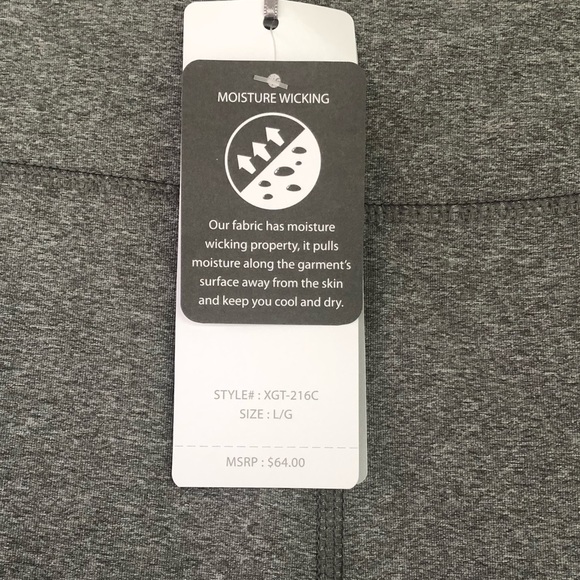 MOISTURE WICKING
Our fabric has moisture
wicking property, it pulls
moisture along the garment's
surface away from the skin
and keep you cool and dry.
STYLE# : XGT-216C
SIZE : L/G
MSRP : $64.00